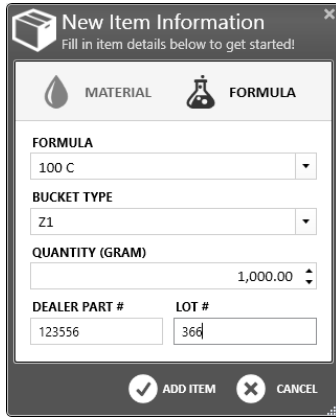 New Item Information
Fill in item details below to get started!
MATERIAL FORMULA
FORMULA
100 C
BUCKET TYPE
Z1
QUANTITY (GRAM)
1,000.00
DEALER PART # LOT #
123556 366
ADD ITEM CANCEL